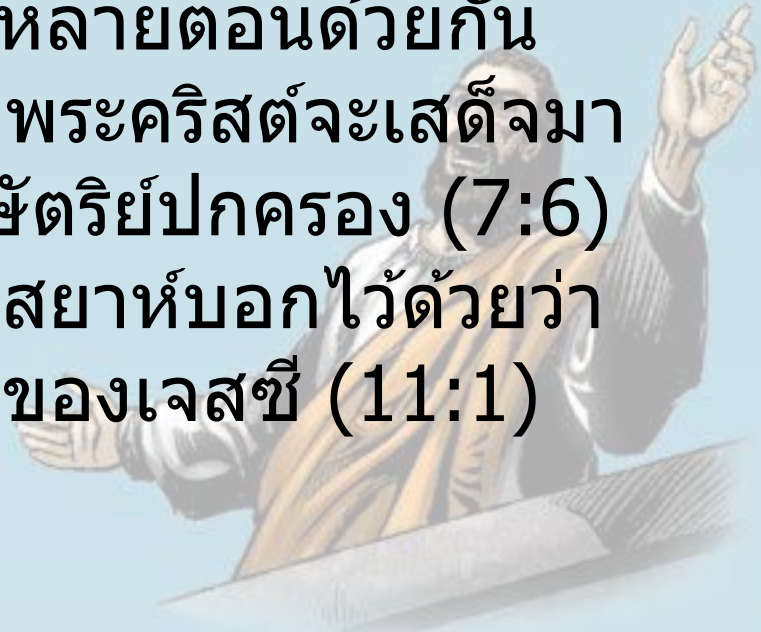 หลายตอนด้วยกัน
พระคริสต์จะเสด็จมา
ษัตริย์ปกครอง (7:6)
สยาห์บอกไว้ด้วยว่า
ของเจสซี (11:1)